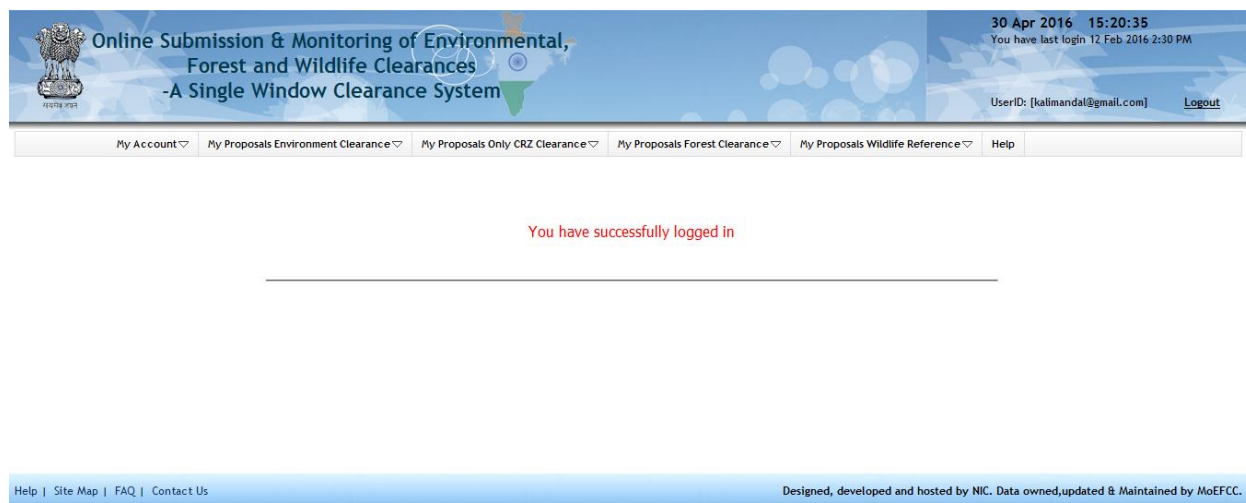 Online Submission & Monitoring of Environmental,
Forest and Wildlife Clearances
-A Single Window Clearance System
सत्यमेव जयते
30 Apr 2016 15:20:35
You have last login 12 Feb 2016 2:30 PM
UserID: [kalimandal@gmail.com] Logout
My Account My Proposals Environment Clearance My Proposals Only CRZ Clearance My Proposals Forest Clearance My Proposals Wildlife Reference Help
You have successfully logged in
Help | Site Map | FAQ | Contact Us
Designed, developed and hosted by NIC. Data owned,updated & Maintained by MoEFCC.